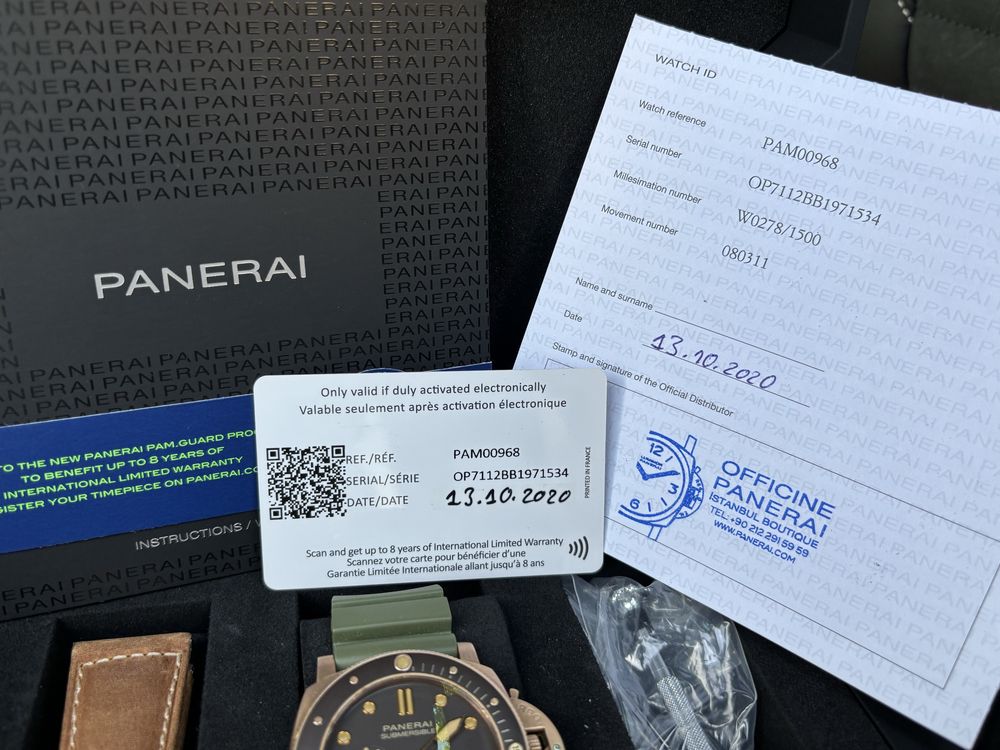 PANERAI
TO THE NEW PANERAI PAM.GUARD PRO
TO BENEFIT UP TO 8 YEARS OF
INTERNATIONAL LIMITED WARRANTY
GISTER YOUR TIMEPIECE ON PANERAI.CO
INSTRUCTIONS /
Only valid if duly activated electronically
Valable seulement après activation électronique
REF./RÉF. PAM00968
SERIAL/SÉRIE OP7112BB1971534
DATE/DATE 13.10.2020
PRINTED IN FRANCE
Scan and get up to 8 years of International Limited Warranty
Scannez votre carte pour bénéficier d'une
Garantie Limitée Internationale allant jusqu'à 8 ans
WATCH ID
Watch reference PAM00968
Serial number OP7112BB1971534
Millesimation number W0278/1500
Movement number 080311
Name and surname
Date 13.10.2020
Stamp and signature of the Official Distributor
12
3
6
OFFICINE
PANERAI
ISTANBUL BOUTIQUE
TEL:+90 212 291 59 59
WWW.PANERAI.COM
PANERAI
SUBMERSIBLE